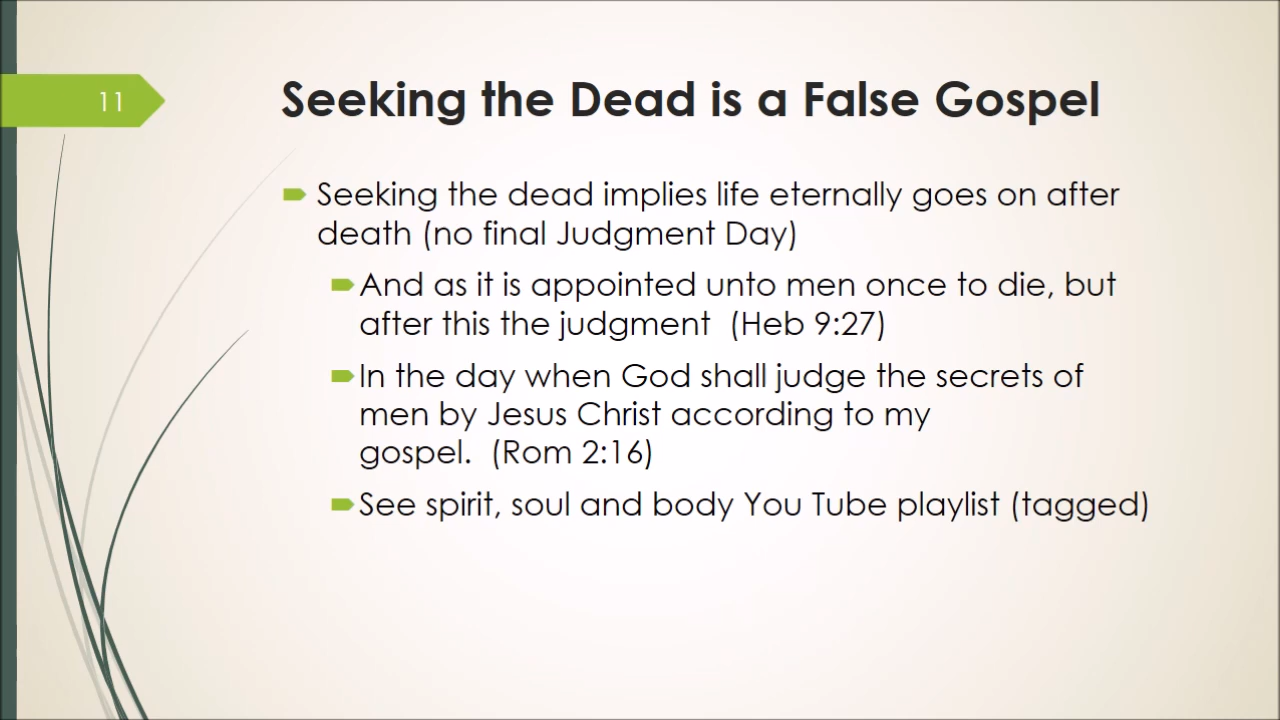 11
Seeking the Dead is a False Gospel
Seeking the dead implies life eternally goes on after
death (no final Judgment Day)
And as it is appointed unto men once to die, but
after this the judgment  (Heb 9:27)
In the day when God shall judge the secrets of
men by Jesus Christ according to my
gospel.  (Rom 2:16)
See spirit, soul and body You Tube playlist (tagged)